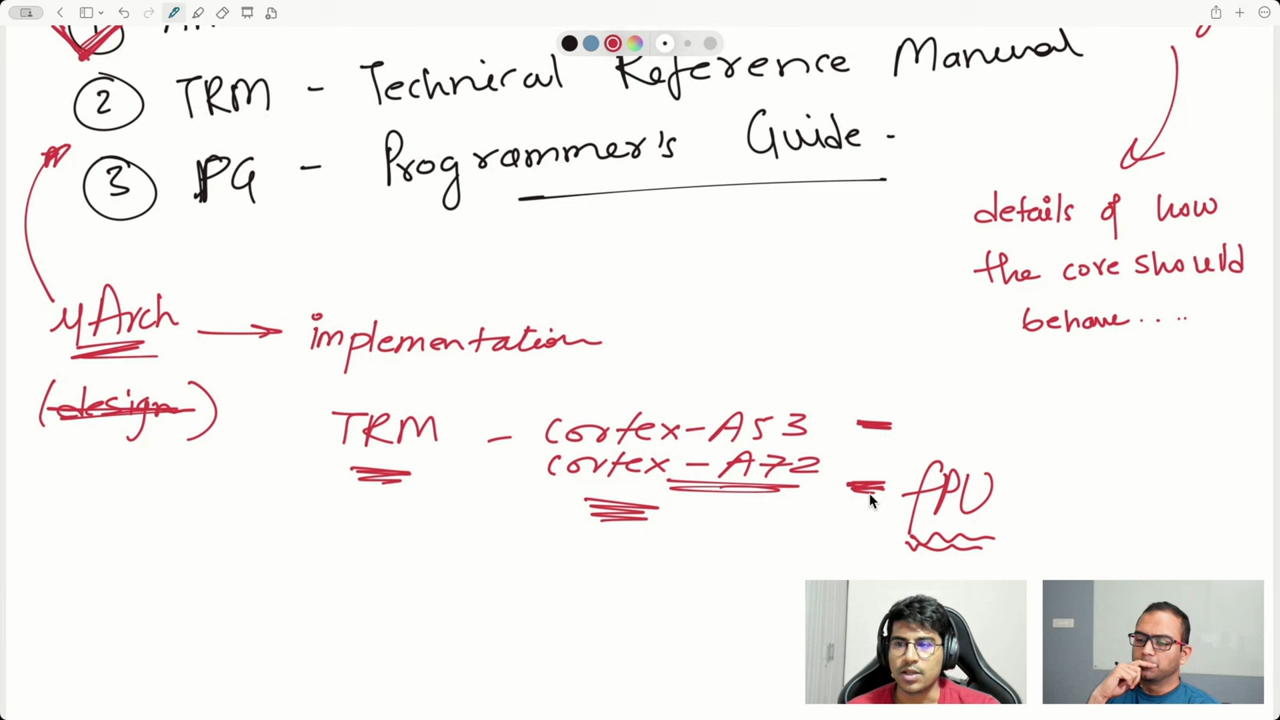 1
2 TRM - Technical Reference Manual
3 PG - Programmer's Guide.
details of how
the core should
behave.....
µArch → implementation
(design)
TRM - cortex-A53 -
cortex-A72 - FPU